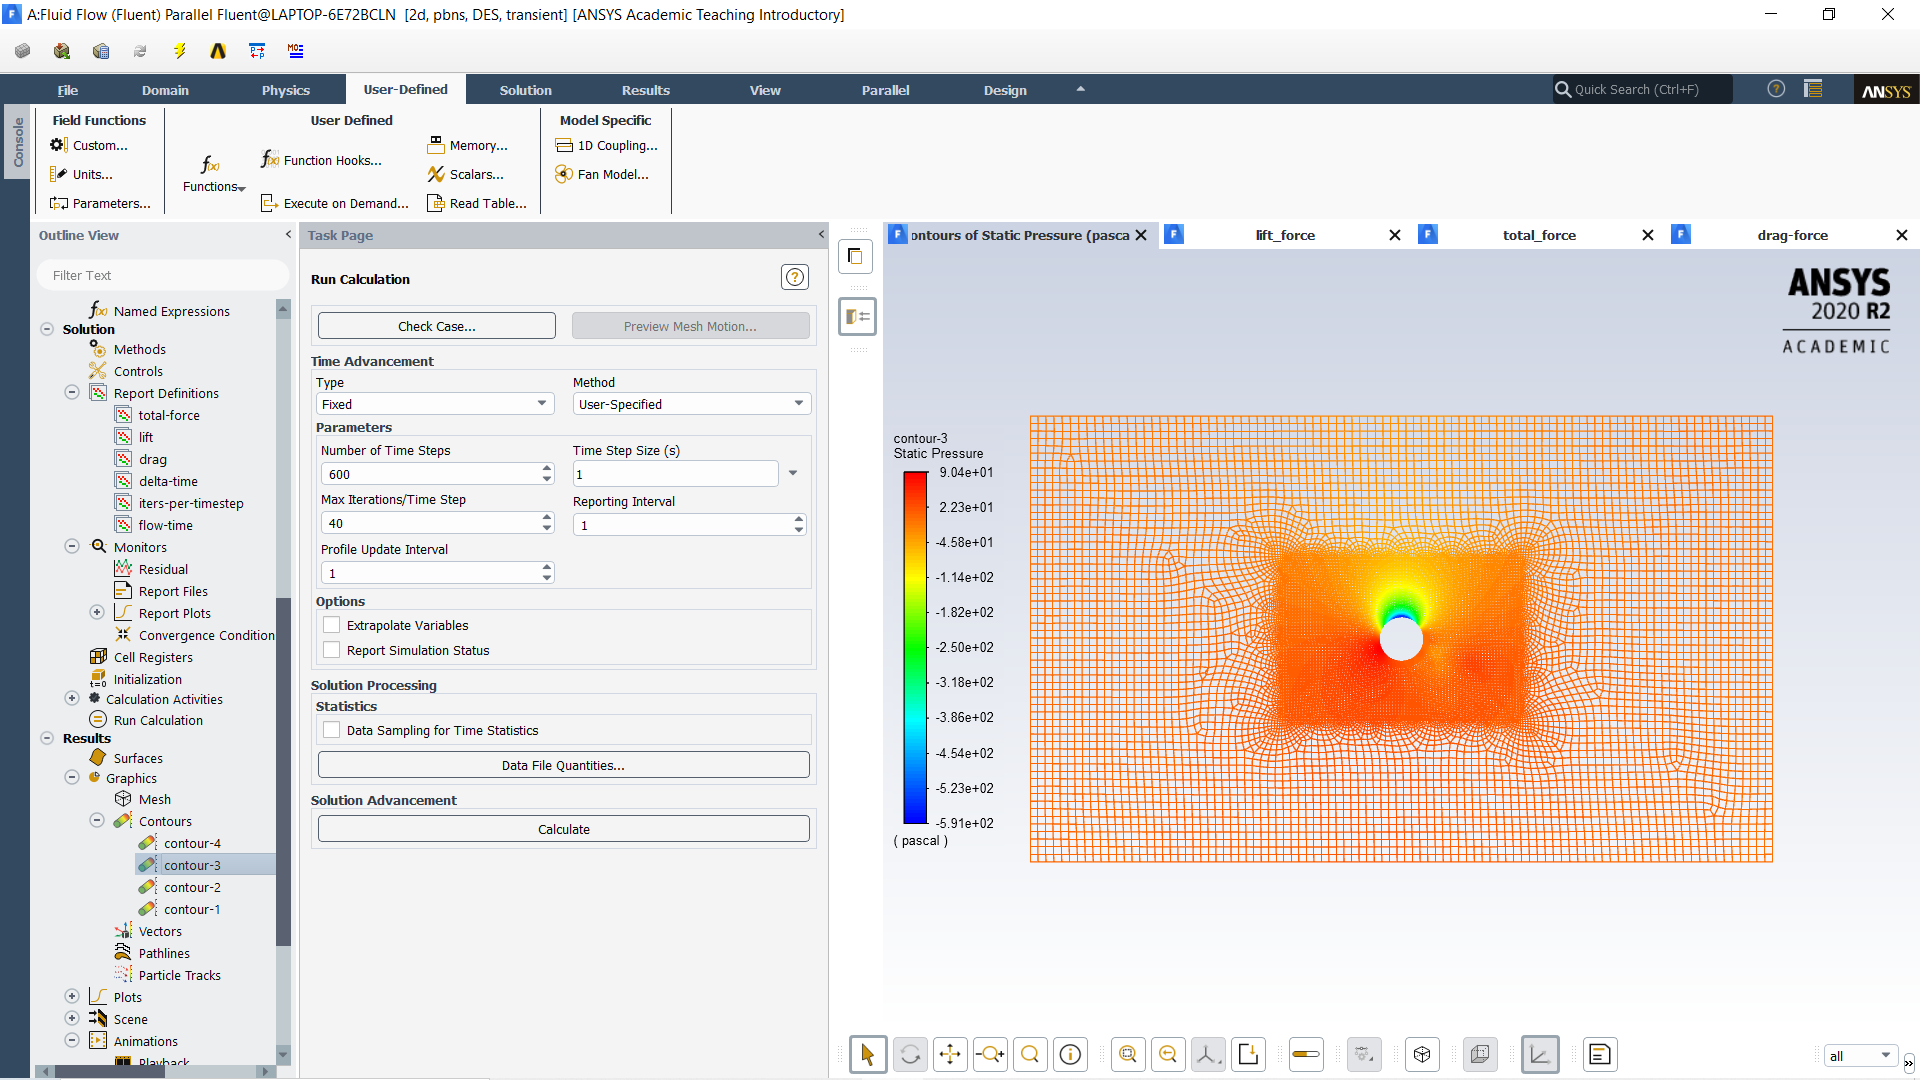 A:Fluid Flow (Fluent) Parallel Fluent@LAPTOP-6E72BCLN  [2d, pbns, DES, transient] [ANSYS Academic Teaching Introductory]
File
Domain
Physics
User-Defined
Solution
Results
View
Parallel
Design
Quick Search (Ctrl+F)
ANSYS
Console
Field Functions
Custom...
Units...
Parameters...
User Defined
Functions
Function Hooks...
Execute on Demand...
Memory...
Scalars...
Read Table...
Model Specific
1D Coupling...
Fan Model...
Outline View
Filter Text
Named Expressions
Solution
Methods
Controls
Report Definitions
total-force
lift
drag
delta-time
iters-per-timestep
flow-time
Monitors
Residual
Report Files
Report Plots
Convergence Condition
Cell Registers
Initialization
Calculation Activities
Run Calculation
Results
Surfaces
Graphics
Mesh
Contours
contour-4
contour-3
contour-2
contour-1
Vectors
Pathlines
Particle Tracks
Plots
Scene
Animations
Playback
Task Page
Run Calculation
Check Case...
Preview Mesh Motion...
Time Advancement
Type
Method
Fixed
User-Specified
Parameters
Number of Time Steps
Time Step Size (s)
600
1
Max Iterations/Time Step
Reporting Interval
40
1
Profile Update Interval
1
Options
Extrapolate Variables
Report Simulation Status
Solution Processing
Statistics
Data Sampling for Time Statistics
Data File Quantities...
Solution Advancement
Calculate
ontours of Static Pressure (pasca
lift_force
total_force
drag-force
ANSYS
2020 R2
ACADEMIC
contour-3
Static Pressure
9.04e+01
2.23e+01
-4.58e+01
-1.14e+02
-1.82e+02
-2.50e+02
-3.18e+02
-3.86e+02
-4.54e+02
-5.23e+02
-5.91e+02
( pascal )
all